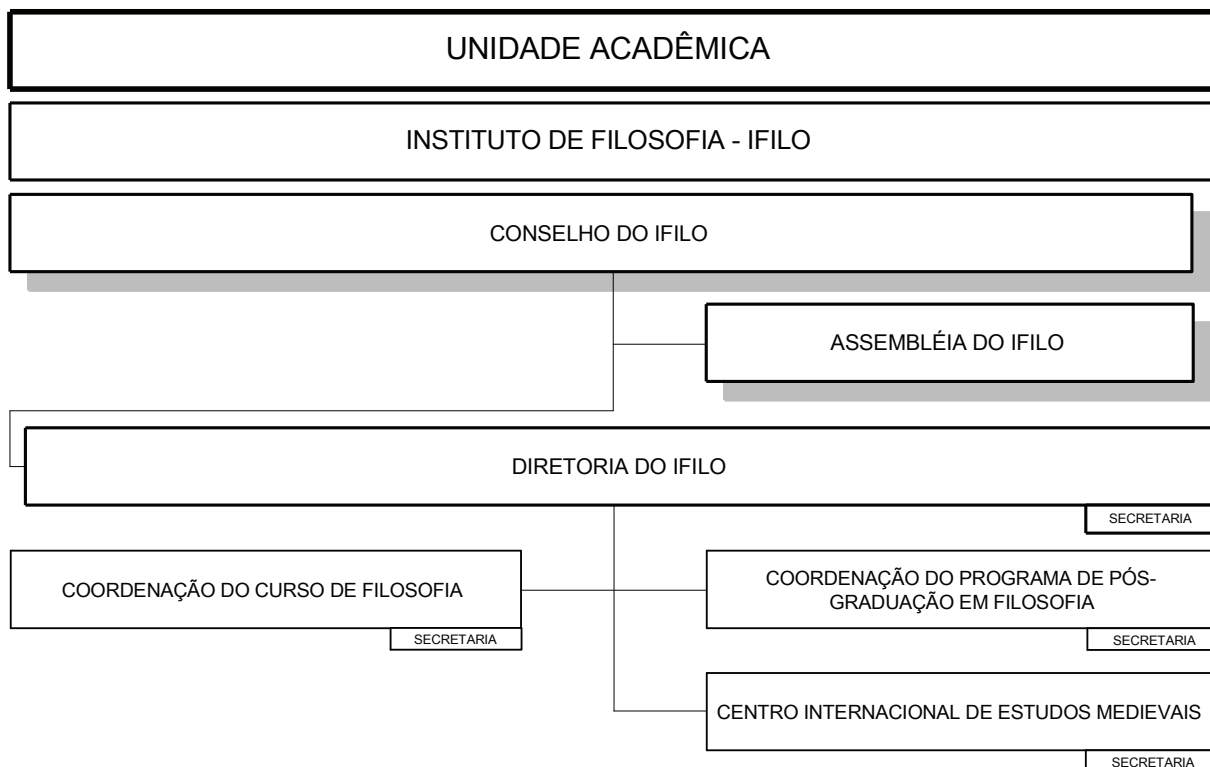 UNIDADE ACADÊMICA
INSTITUTO DE FILOSOFIA - IFILO
CONSELHO DO IFILO
ASSEMBLÉIA DO IFILO
DIRETORIA DO IFILO
SECRETARIA
COORDENAÇÃO DO CURSO DE FILOSOFIA
SECRETARIA
COORDENAÇÃO DO PROGRAMA DE PÓS-
GRADUAÇÃO EM FILOSOFIA
SECRETARIA
CENTRO INTERNACIONAL DE ESTUDOS MEDIEVAIS
SECRETARIA